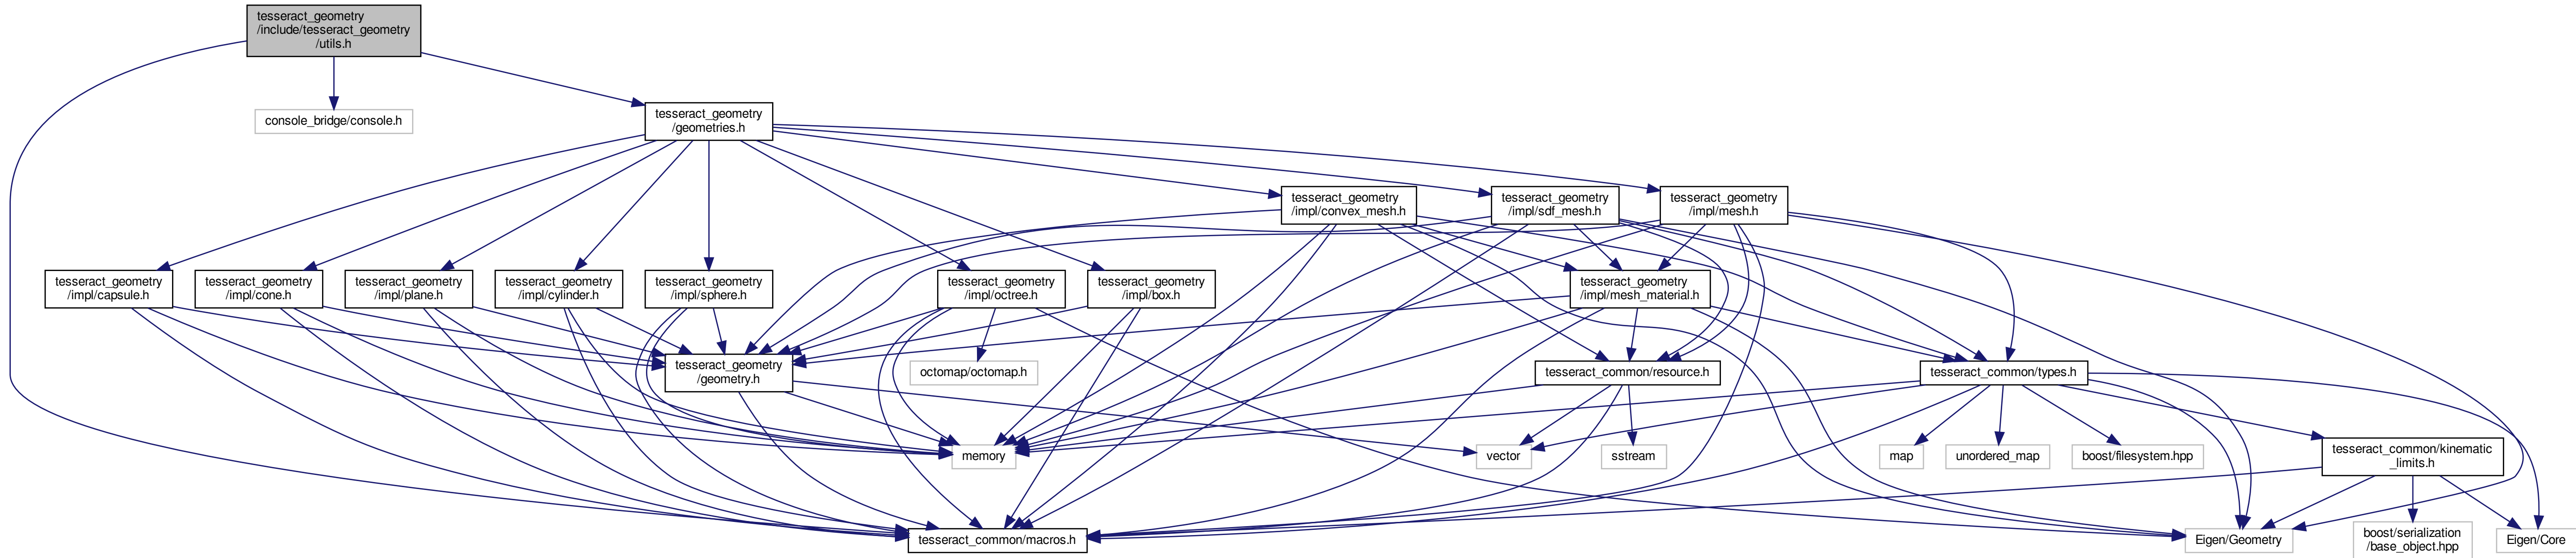 tesseract_geometry
/include/tesseract_geometry
/utils.h
console_bridge/console.h
tesseract_geometry
/geometries.h
tesseract_geometry
/impl/convex_mesh.h
tesseract_geometry
/impl/sdf_mesh.h
tesseract_geometry
/impl/mesh.h
tesseract_geometry
/impl/capsule.h
tesseract_geometry
/impl/cone.h
tesseract_geometry
/impl/plane.h
tesseract_geometry
/impl/cylinder.h
tesseract_geometry
/impl/sphere.h
tesseract_geometry
/impl/octree.h
tesseract_geometry
/impl/box.h
tesseract_geometry
/impl/mesh_material.h
tesseract_geometry
/geometry.h
octomap/octomap.h
tesseract_common/resource.h
tesseract_common/types.h
memory
vector
sstream
map
unordered_map
boost/filesystem.hpp
tesseract_common/kinematic
_limits.h
tesseract_common/macros.h
Eigen/Geometry
boost/serialization
/base_object.hpp
Eigen/Core